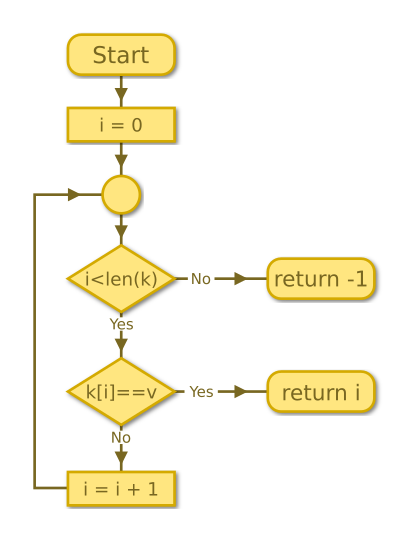 Start
i = 0
i<len(k)
No
return -1
Yes
k[i]==v
Yes
return i
No
i = i + 1